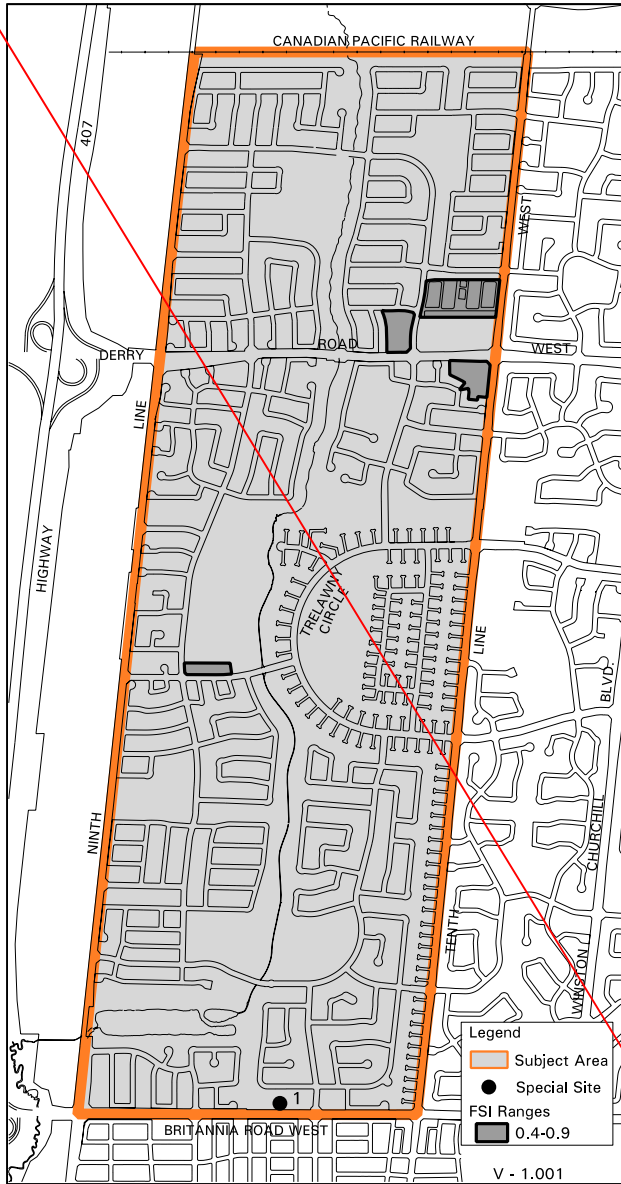 CANADIAN PACIFIC RAILWAY
407
WEST
DERRY
ROAD
WEST
LINE
HIGHWAY
TRELAWNY
CIRCLE
LINE
BLVD.
NINTH
CHURCHILL
TENTH
WINSTON
Legend
Subject Area
Special Site
FSI Ranges
0.4-0.9
1
BRITANNIA ROAD WEST
V - 1.001